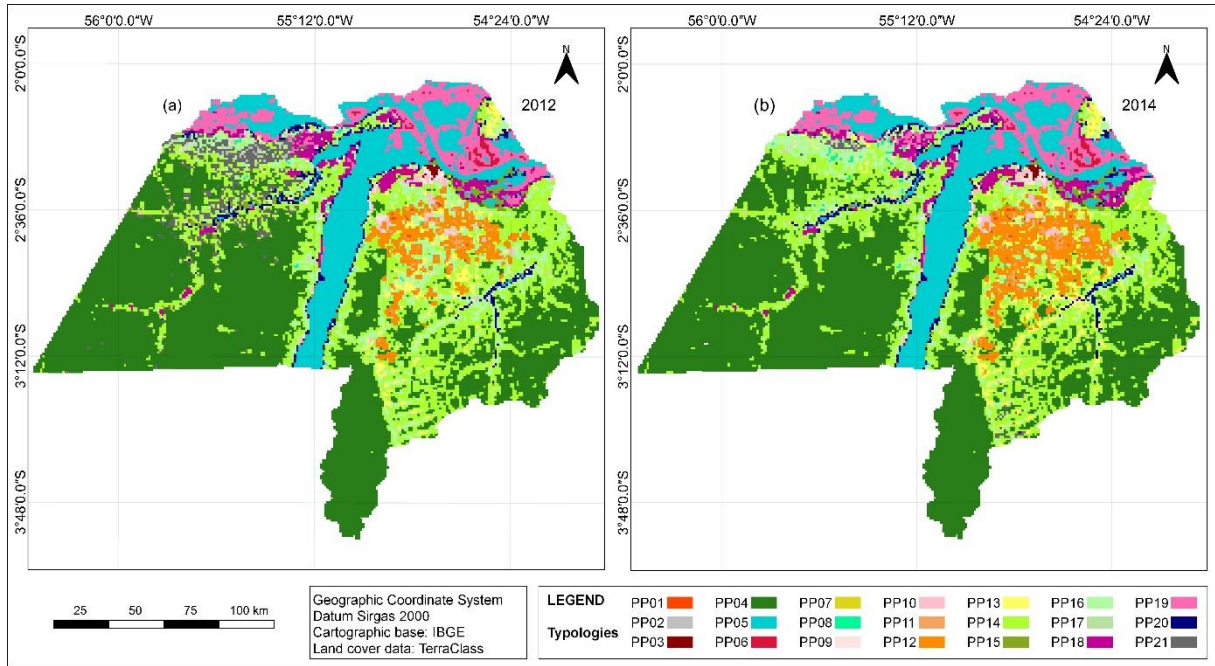 56°0'0.0"W 55°12'0.0"W 54°24'0.0"W
56°0'0.0"W 55°12'0.0"W 54°24'0.0"W
2°0'0.0"S
2°36'0.0"S
3°12'0.0"S
3°48'0.0"S
(a) 2012 N
2°0'0.0"S
2°36'0.0"S
3°12'0.0"S
3°48'0.0"S
(b) 2014 N
25 50 75 100 km
Geographic Coordinate System
Datum Sirgas 2000
Cartographic base: IBGE
Land cover data: TerraClass
LEGEND
Typologies
PP01 PP04 PP07 PP10 PP13 PP16 PP19
PP02 PP05 PP08 PP11 PP14 PP17 PP20
PP03 PP06 PP09 PP12 PP15 PP18 PP21